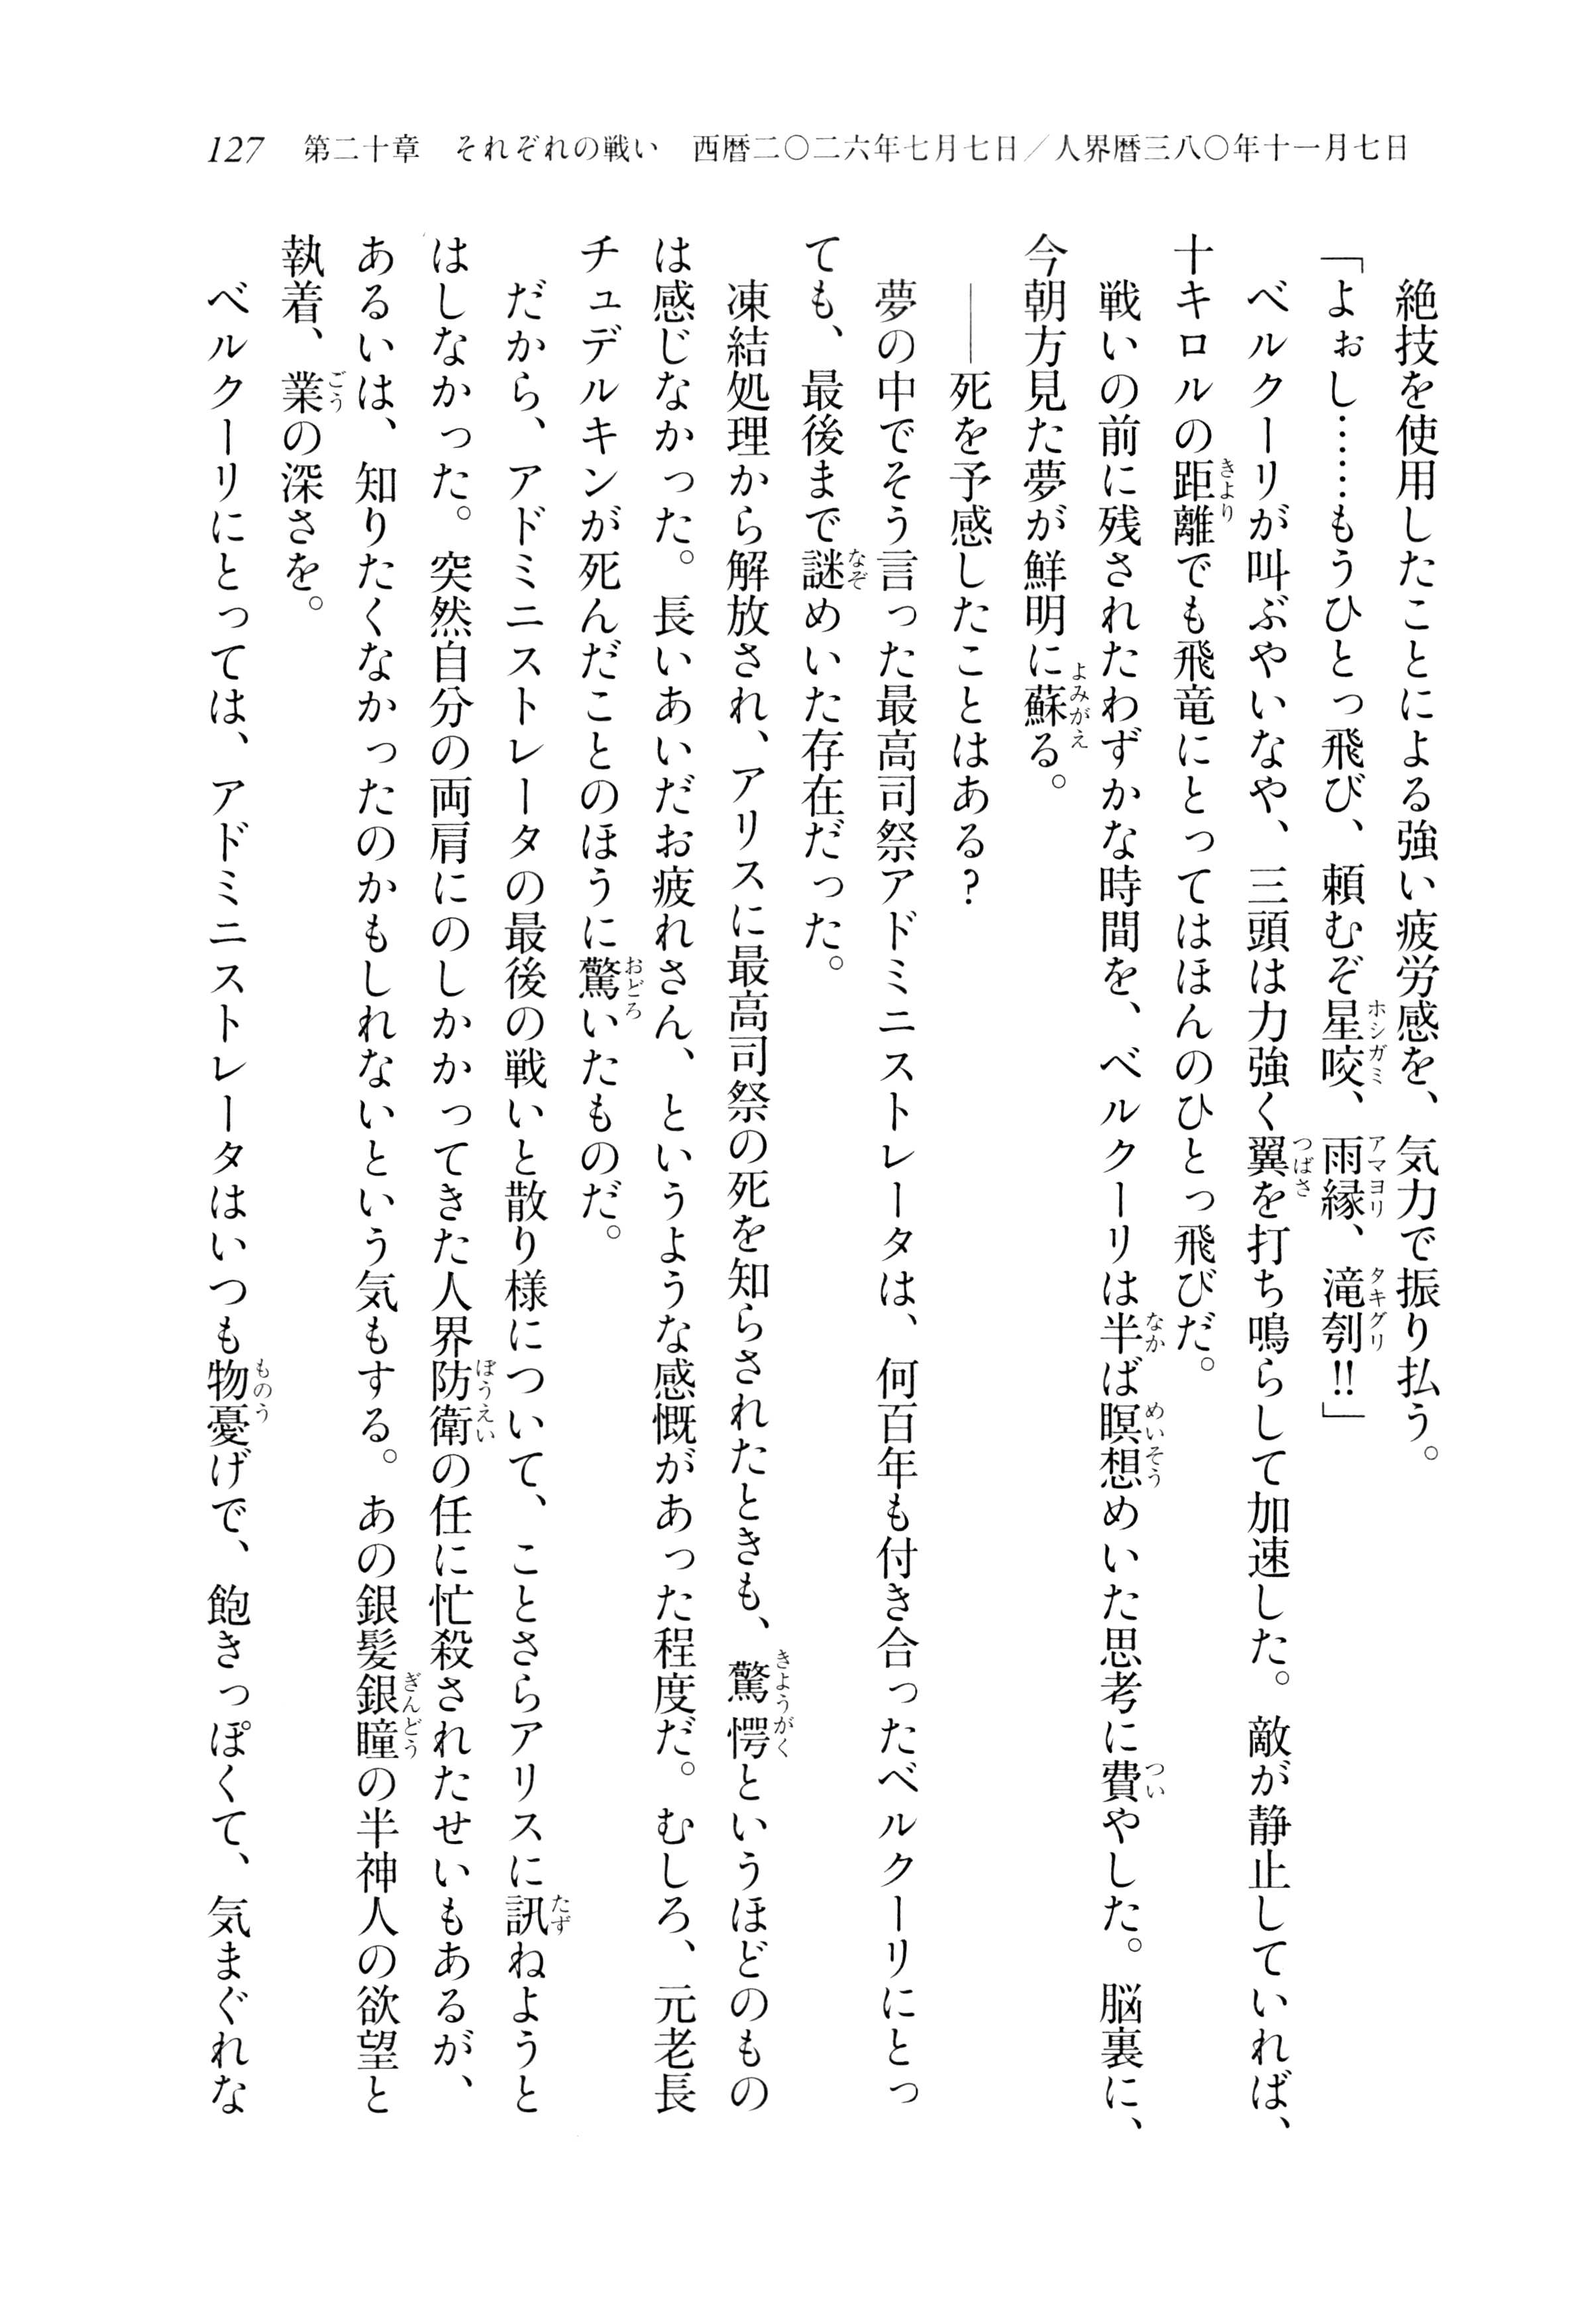 127 第二十章 それぞれの戦い 西暦二〇二六年七月七日／人界暦三八〇年十一月七日
絶技を使用したことによる強い疲労感を、気力で振り払う。
「よぉし……もうひとっ飛び、頼むぞ星咬、雨縁、滝刳!!」
ベルクーリが叫ぶやいなや、三頭は力強く翼を打ち鳴らして加速した。敵が静止していれば、
十キロルの距離でも飛竜にとってはほんのひとっ飛びだ。
戦いの前に残されたわずかな時間を、ベルクーリは半ば瞑想めいた思考に費やした。脳裏に、
今朝方見た夢が鮮明に蘇る。
――死を予感したことはある？
夢の中でそう言った最高司祭アドミニストレータは、何百年も付き合ったベルクーリにとっ
ても、最後まで謎めいた存在だった。
凍結処理から解放され、アリスに最高司祭の死を知らされたときも、驚愕というほどのもの
は感じなかった。長いあいだお疲れさん、というような感慨があった程度だ。むしろ、元老長
チュデルキンが死んだことのほうに驚いたものだ。
だから、アドミニストレータの最後の戦いと散り様について、ことさらアリスに訊ねようと
はしなかった。突然自分の両肩にのしかかってきた人界防衛の任に忙殺されたせいもあるが、
あるいは、知りたくなかったのかもしれないという気もする。あの銀髪銀瞳の半神人の欲望と
執着、業の深さを。
ベルクーリにとっては、アドミニストレータはいつも物憂げで、飽きっぽくて、気まぐれな